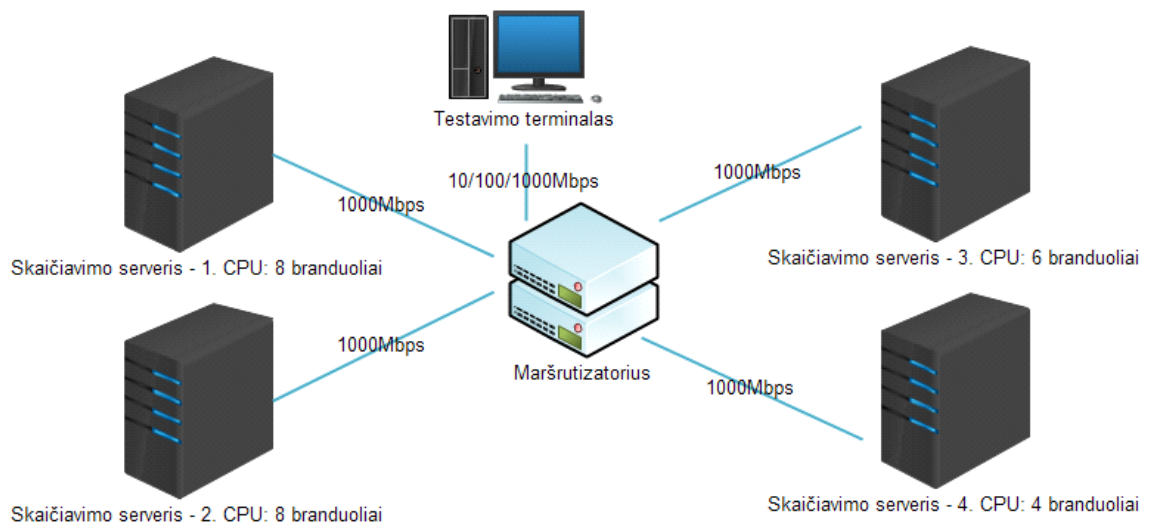 Testavimo terminalas
10/100/1000Mbps
1000Mbps
1000Mbps
Skaičiavimo serveris - 1. CPU: 8 branduoliai
Skaičiavimo serveris - 3. CPU: 6 branduoliai
1000Mbps
Maršrutizatorius
1000Mbps
Skaičiavimo serveris - 2. CPU: 8 branduoliai
Skaičiavimo serveris - 4. CPU: 4 branduoliai